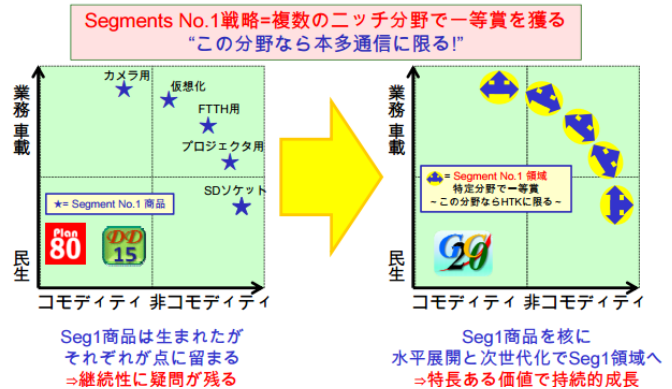 Segments No.1戦略=複数のニッチ分野で一等賞を獲る
“この分野なら本多通信に限る!”
業務 車載
民生
カメラ用
仮想化
FTTH用
プロジェクタ用
SDソケット
★= Segment No.1 商品
Plan
80
DD
15
コモディティ 非コモディティ
Seg1商品は生まれたが
それぞれが点に留まる
⇒継続性に疑問が残る
業務 車載
民生
= Segment No.1 領域
特定分野で一等賞
~この分野ならHTKに限る~
GC
20
コモディティ 非コモディティ
Seg1商品を核に
水平展開と次世代化でSeg1領域へ
⇒特長ある価値で持続的成長